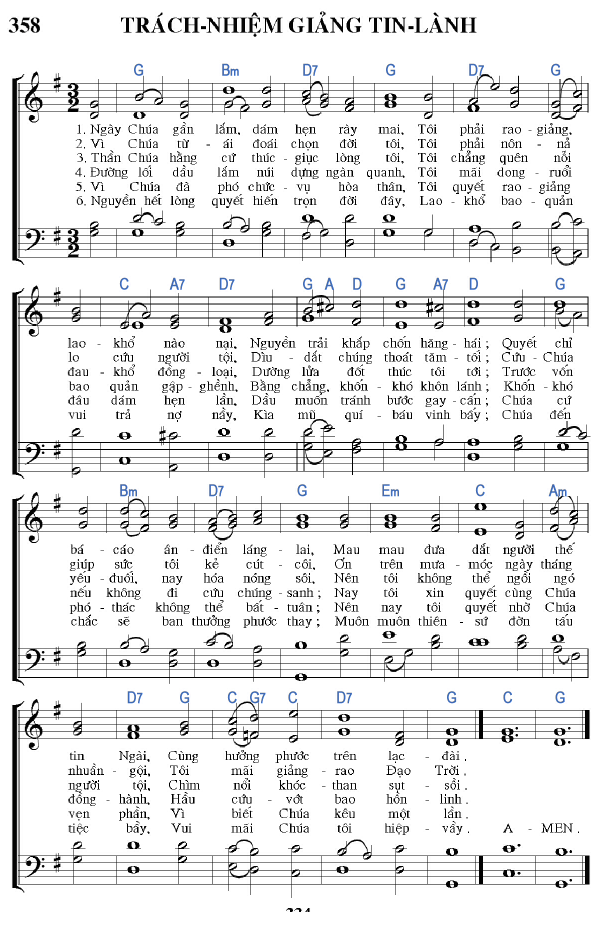 358 TRÁCH-NHIỆM GIẢNG TIN-LÀNH
G Bm D7 G D7 G
1. Ngày Chúa gần lắm, dám hẹn rày mai, Tôi phải rao-giảng,
2. Vì Chúa từ-ái đoái chọn đời tôi, Tôi phải nôn-nả
3. Thần Chúa hằng cứ thúc-giục lòng tôi, Tôi chẳng quên nỗi
4. Đường lối dầu lắm núi dựng ngàn quanh, Tôi mãi dong-ruổi
5. Vì Chúa đã phó chức-vụ hòa thân, Tôi quyết rao-giảng
6. Nguyền hết lòng quyết hiến trọn đời đây, Lao-khổ bao-quản
C A7 D7 G A D G A7 D G
lao-khổ nào nại, Nguyền trải khắp chốn hăng-hái; Quyết chỉ
lo cứu người tội, Dìu-dắt chúng thoát tăm-tối; Cứu-Chúa
đau-khổ đồng-loại, Dường lửa đốt thúc tôi tới; Trước vốn
bao quản gập-ghềnh, Bằng chẳng, khốn-khó khôn lánh; Khốn-khó
đầu dám hẹn lần, Dầu muốn tránh bước gay-cấn; Chúa cứ
vui trả nợ nầy, Kìa mũ quí-báu vinh bấy; Chúa đến
Bm D7 G Em C Am
bá-cáo ân-điển láng-lai, Mau mau đưa dắt người thế
giúp sức tôi kẻ cút-côi, Ơn trên mưa-móc ngày tháng
yếu-đuối, nay hóa nóng sôi, Nên tôi không thể ngồi ngó
nếu không đi cứu chúng-sanh; Nay tôi xin quyết cùng Chúa
phó-thác không thể bất-tuân; Nên nay tôi quyết nhờ Chúa
chắc sẽ ban thưởng phước thay; Muôn muôn thiên-sứ đờn tấu
D7 G C G7 C D7 G C G
tin Ngài, Cùng hưởng phước trên lạc-đài.
nhuần-gội, Tôi mãi giảng-rao Đạo Trời.
người tội, Chìm nổi khóc-than sụt-sồi.
đồng-hành, Hầu cứu-vớt bao hồn-linh.
vẹn phần, Vì biết Chúa kêu một lần.
tiệc bầy, Vui mãi Chúa tôi hiệp-vầy. A-MEN.